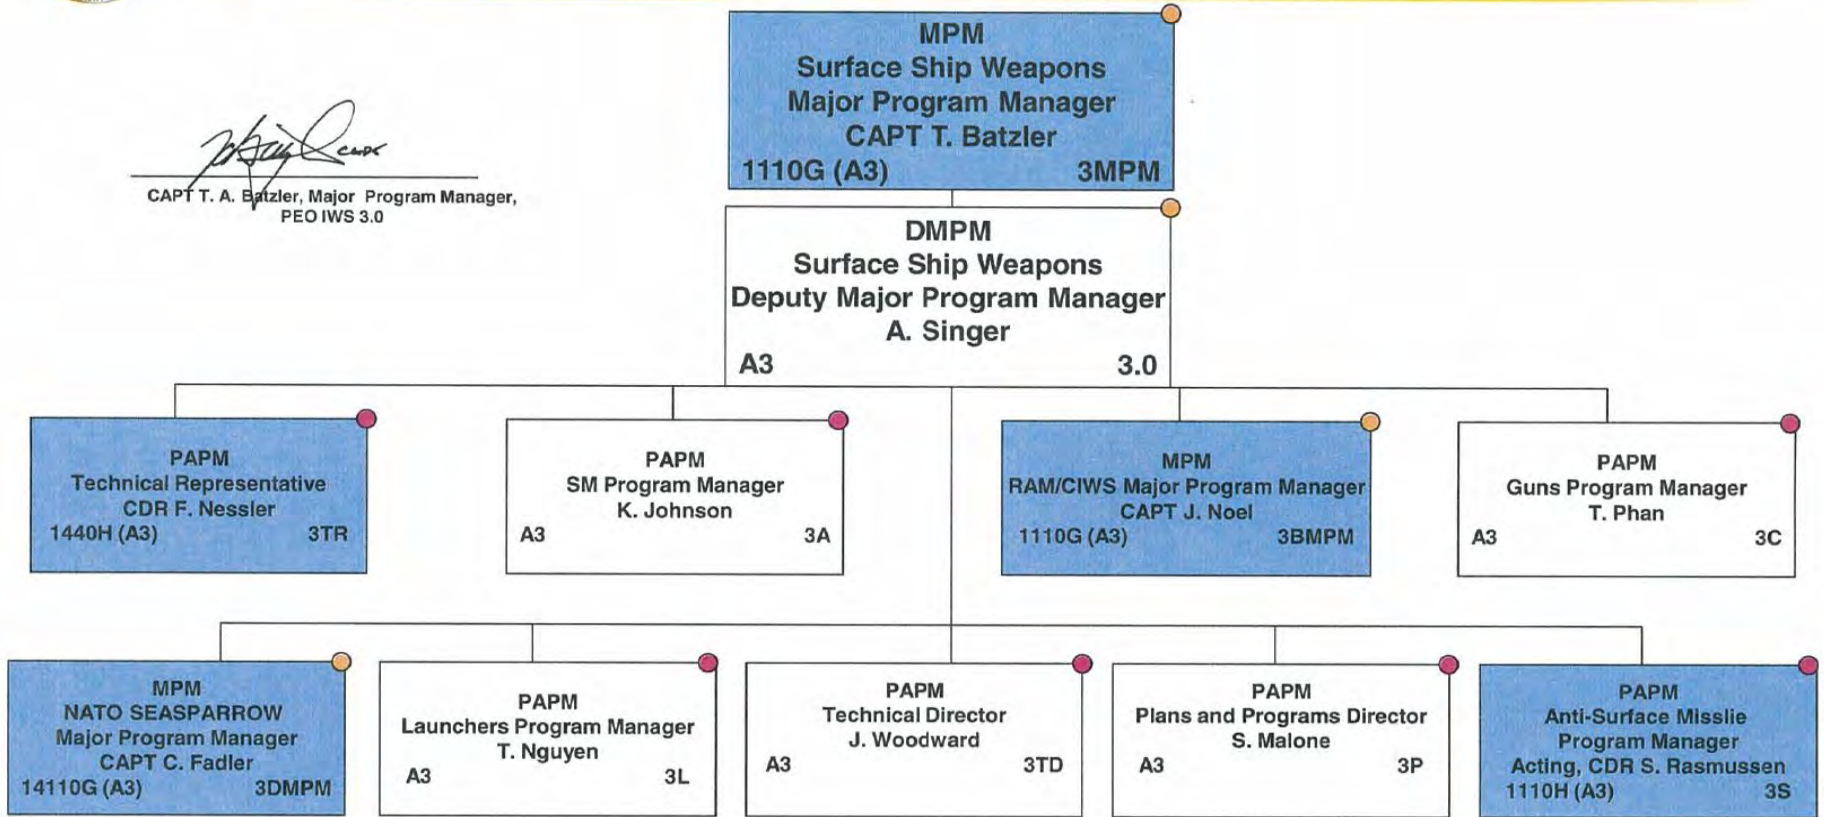 MPM
Surface Ship Weapons
Major Program Manager
CAPT T. Batzler
1110G (A3) 3MPM
CAPT T. A. Batzler, Major Program Manager,
PEO IWS 3.0
DMPM
Surface Ship Weapons
Deputy Major Program Manager
A. Singer
A3 3.0
PAPM
Technical Representative
CDR F. Nessler
1440H (A3) 3TR
PAPM
SM Program Manager
K. Johnson
A3 3A
MPM
RAM/CIWS Major Program Manager
CAPT J. Noel
1110G (A3) 3BMPM
PAPM
Guns Program Manager
T. Phan
A3 3C
MPM
NATO SEASPARROW
Major Program Manager
CAPT C. Fadler
14110G (A3) 3DMPM
PAPM
Launchers Program Manager
T. Nguyen
A3 3L
PAPM
Technical Director
J. Woodward
A3 3TD
PAPM
Plans and Programs Director
S. Malone
A3 3P
PAPM
Anti-Surface Misslie
Program Manager
Acting, CDR S. Rasmussen
1110H (A3) 3S